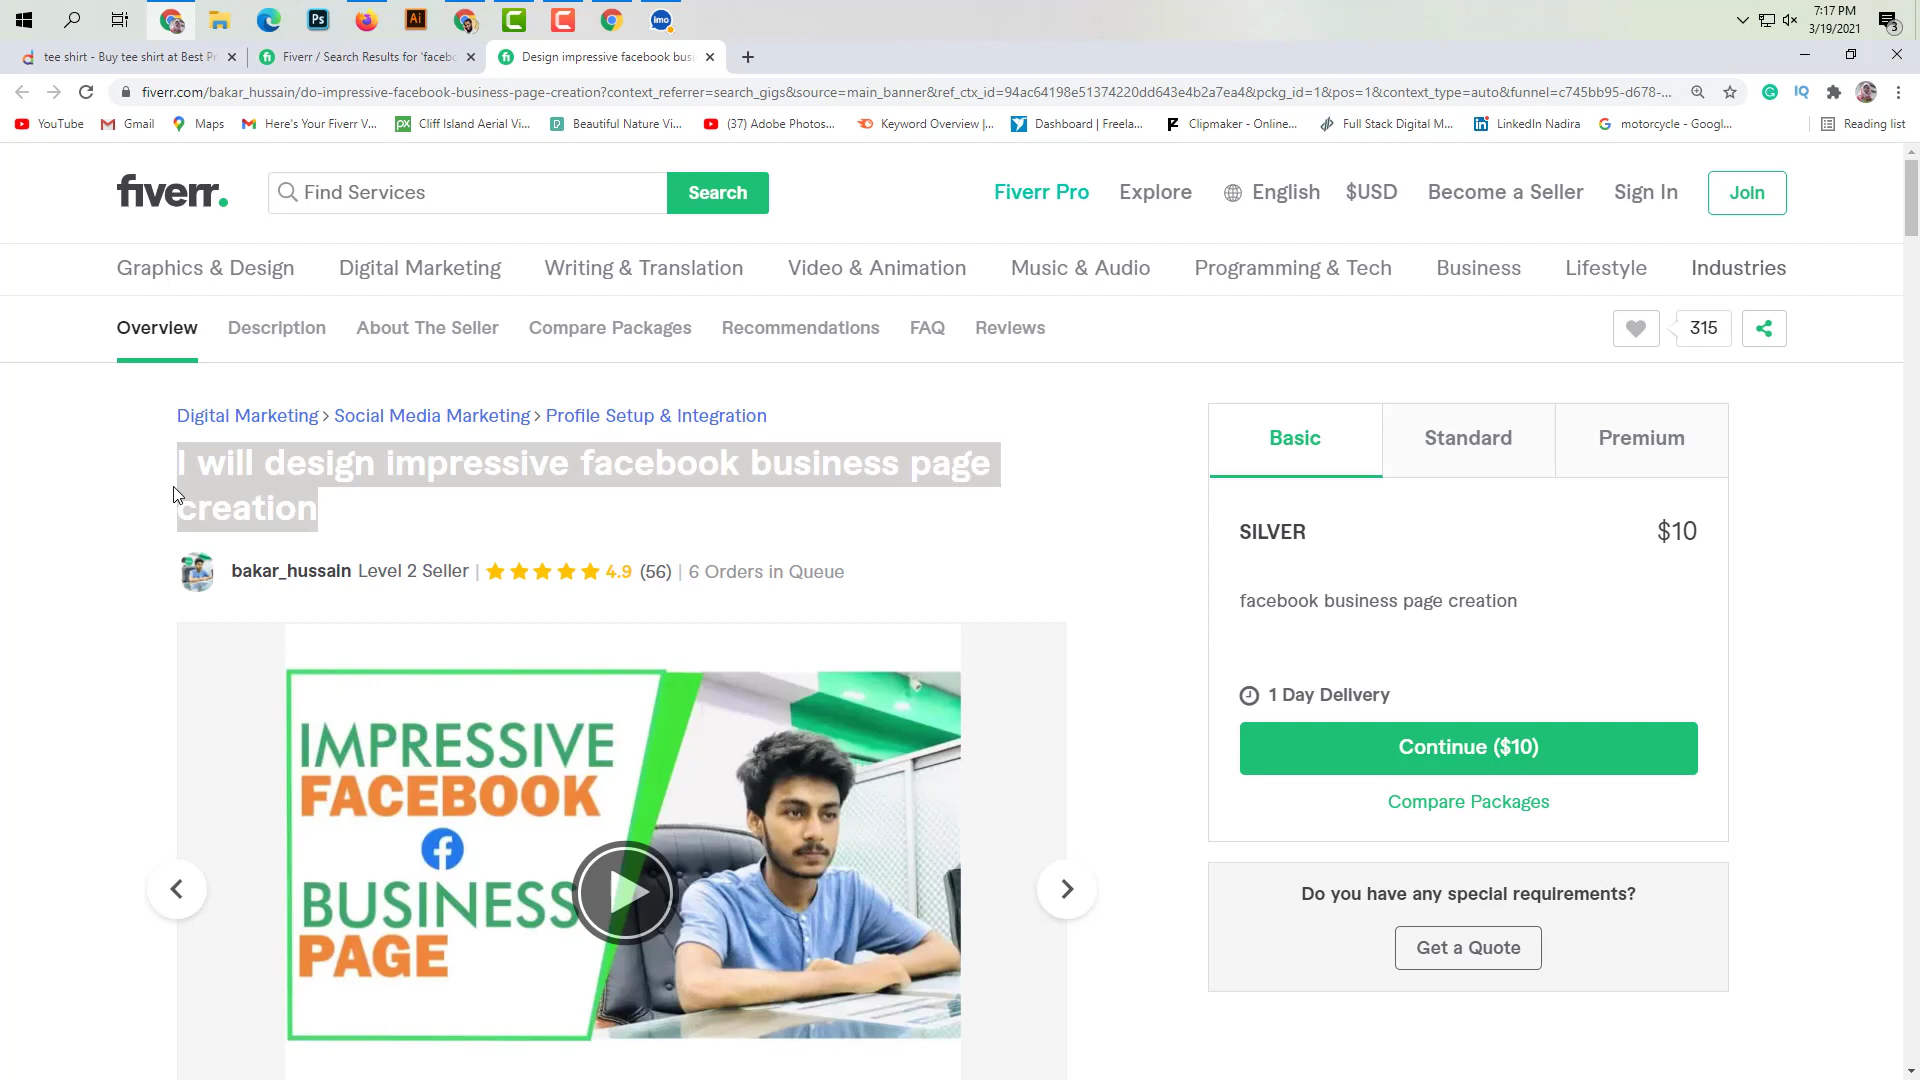 Ps
Ai
imo
7:17 PM
3/19/2021
3
tee shirt - Buy tee shirt at Best Pr
Fiverr / Search Results for 'facebo
Design impressive facebook busi
fiverr.com/bakar_hussain/do-impressive-facebook-business-page-creation?context_referrer=search_gigs&source=main_banner&ref_ctx_id=94ac64198e51374220dd643e4b2a7ea4&pckg_id=1&pos=1&context_type=auto&funnel=c745bb95-d678-...
YouTube
Gmail
Maps
Here's Your Fiverr V...
Cliff Island Aerial Vi...
Beautiful Nature Vi...
(37) Adobe Photos...
Keyword Overview |...
Dashboard | Freela...
Clipmaker - Online...
Full Stack Digital M...
LinkedIn Nadira
motorcycle - Googl...
Reading list
fiverr.
Find Services
Search
Fiverr Pro
Explore
English
$USD
Become a Seller
Sign In
Join
Graphics & Design
Digital Marketing
Writing & Translation
Video & Animation
Music & Audio
Programming & Tech
Business
Lifestyle
Industries
Overview
Description
About The Seller
Compare Packages
Recommendations
FAQ
Reviews
315
Digital Marketing > Social Media Marketing > Profile Setup & Integration
I will design impressive facebook business page
creation
bakar_hussain Level 2 Seller | 4.9 (56) | 6 Orders in Queue
IMPRESSIVE
FACEBOOK
BUSINESS
PAGE
Basic
Standard
Premium
SILVER
$10
facebook business page creation
1 Day Delivery
Continue ($10)
Compare Packages
Do you have any special requirements?
Get a Quote